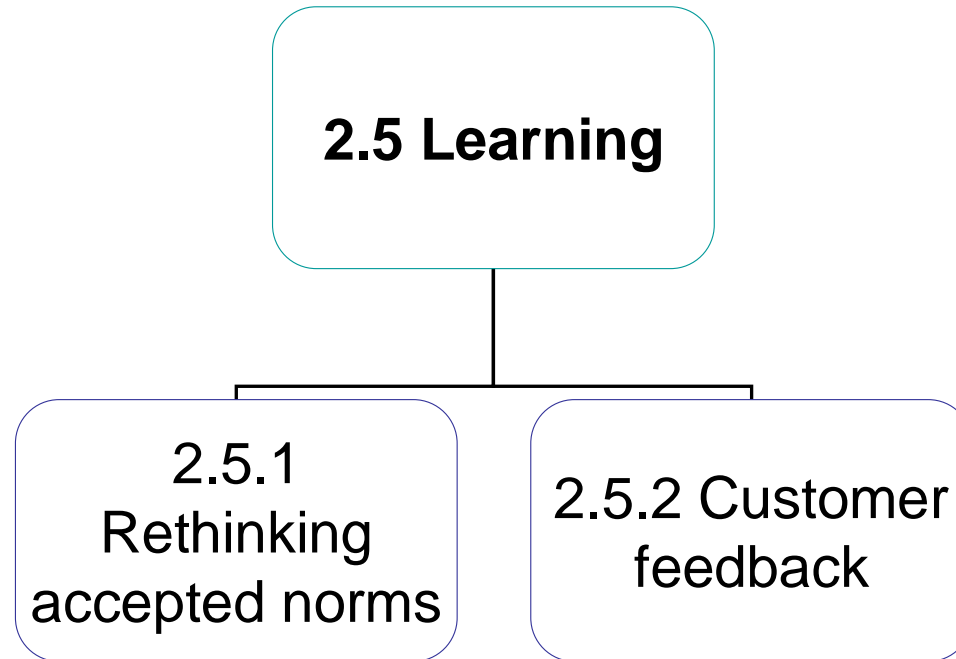 2.5 Learning
2.5.1
Rethinking
accepted norms
2.5.2 Customer
feedback